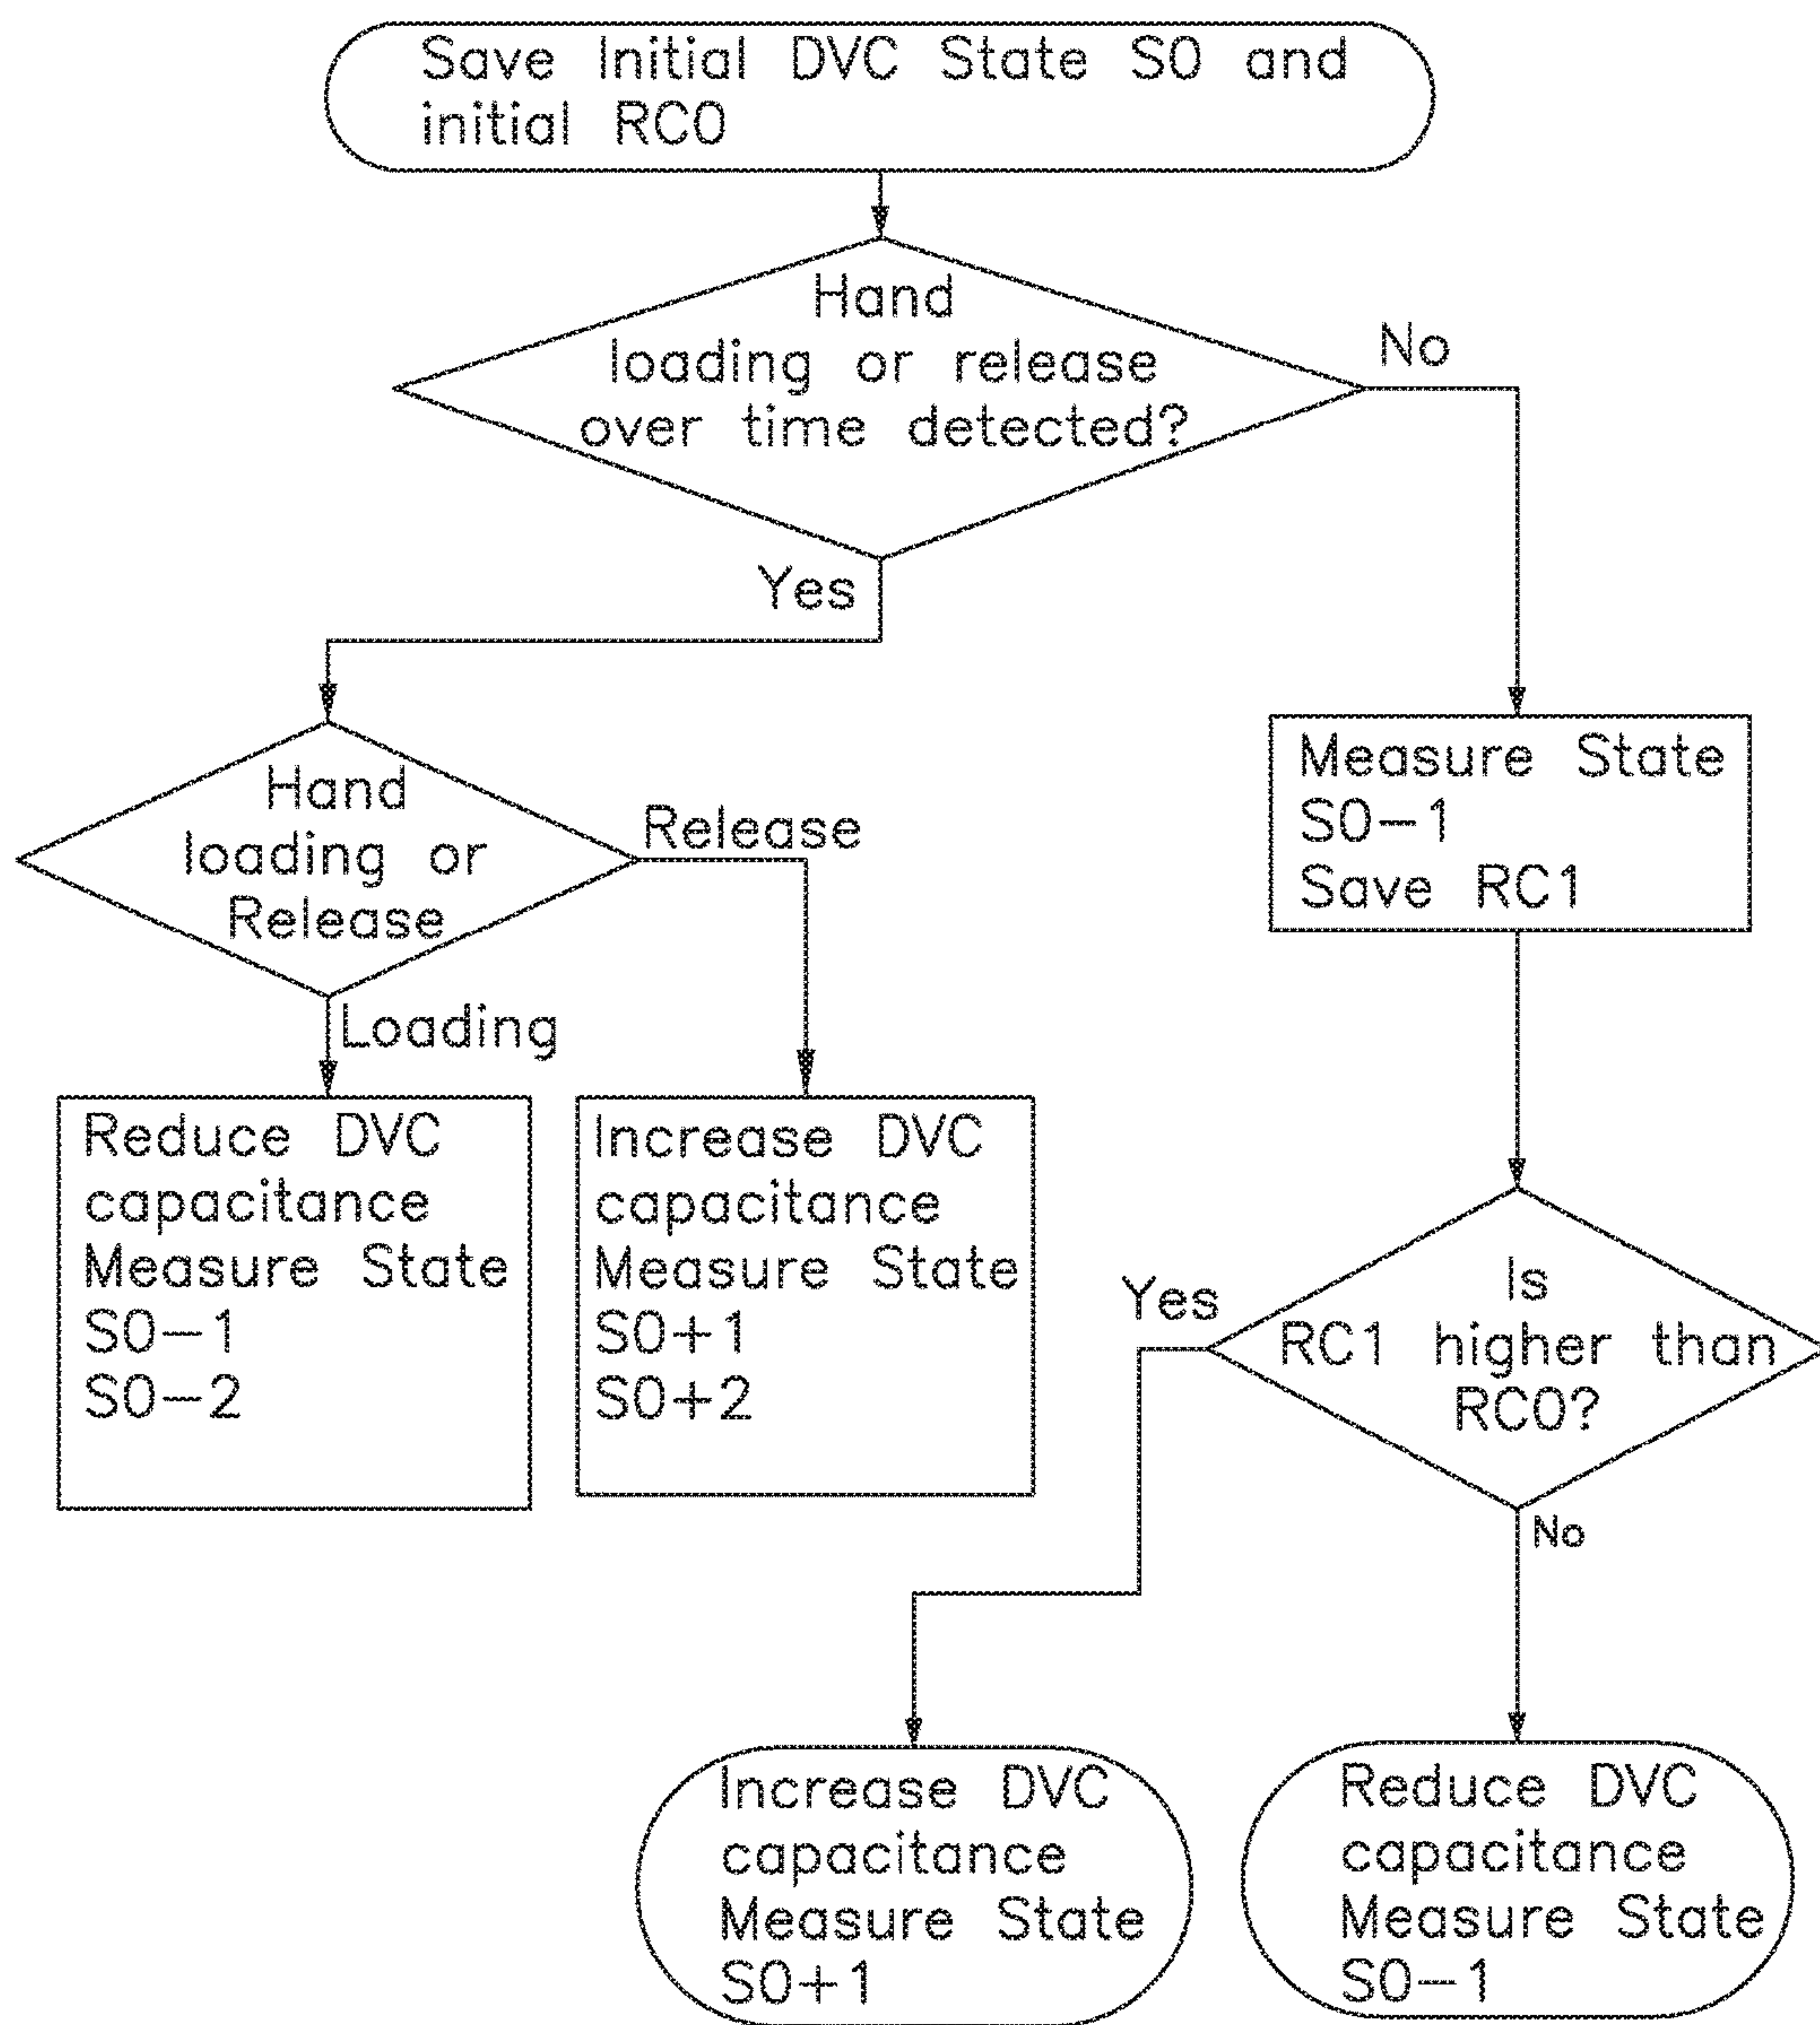 Save Initial DVC State S0 and
initial RC0
Hand
loading or release
over time detected?
No
Yes
Hand
loading or
Release
Release
Loading
Measure State
S0-1
Save RC1
Reduce DVC
capacitance
Measure State
S0-1
S0-2
Increase DVC
capacitance
Measure State
S0+1
S0+2
Is
RC1 higher than
RC0?
Yes
No
Increase DVC
capacitance
Measure State
S0+1
Reduce DVC
capacitance
Measure State
S0-1